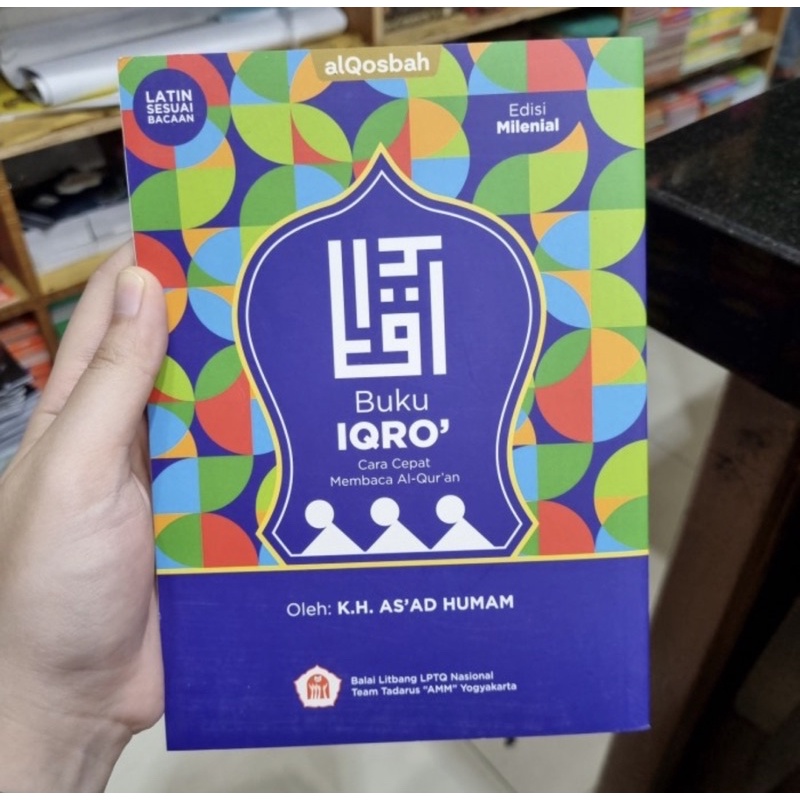 alQosbah
LATIN
SESUAI
BACAAN
Edisi
Milenial
اقرأ
Buku
IQRO’
Cara Cepat
Membaca Al-Qur’an
Oleh: K.H. AS’AD HUMAM
Balai Litbang LPTQ Nasional
Team Tadarus “AMM” Yogyakarta